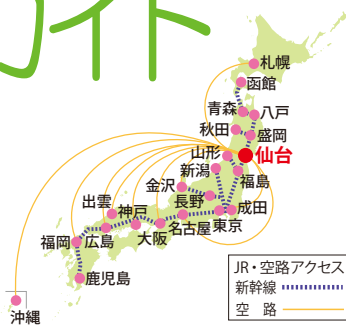 ガイト
札幌
函館
青森
八戸
秋田
盛岡
山形
仙台
新潟
福島
金沢
長野
成田
出雲
神戸
東京
名古屋
福岡
広島
大阪
鹿児島
沖縄
JR・空路アクセス
新幹線
空 路